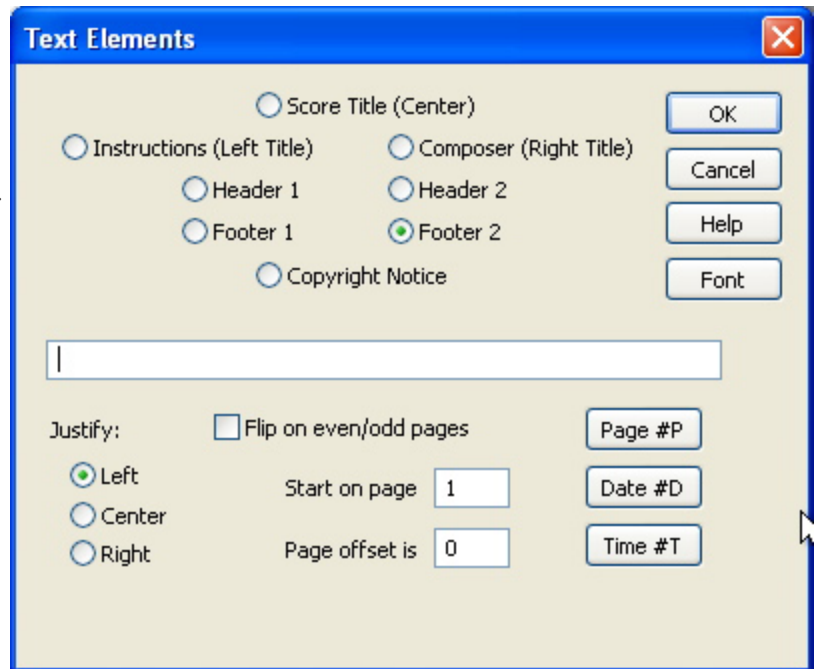 Text Elements
Score Title (Center)
OK
Instructions (Left Title) Composer (Right Title)
Cancel
Header 1 Header 2
Help
Footer 1 Footer 2
Copyright Notice
Font
Justify: Flip on even/odd pages Page #P
Left Start on page 1 Date #D
Center
Right Page offset is 0 Time #T